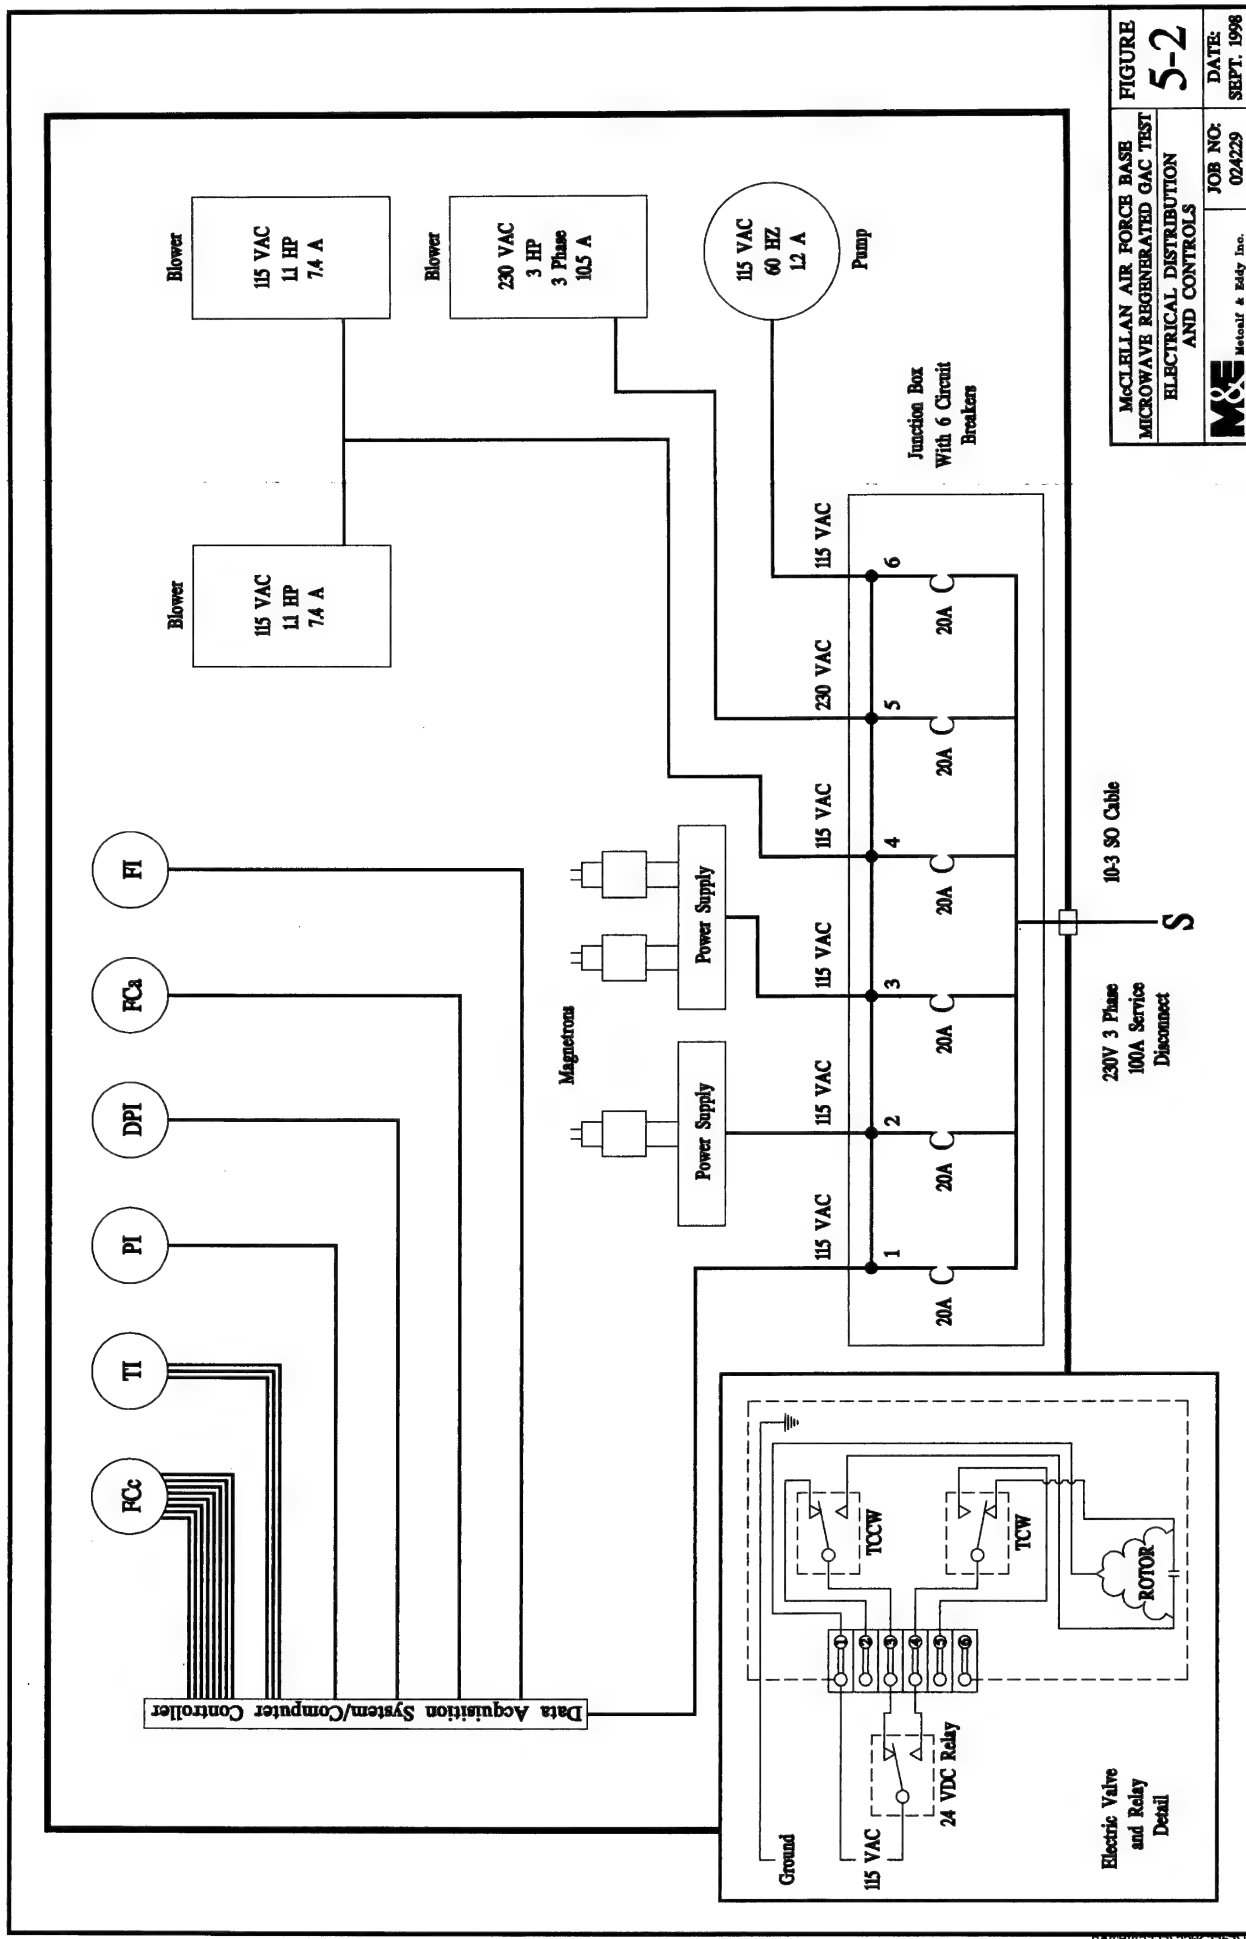 FCc
TI
PI
DPI
FCa
FI
Data Acquisition System/Computer Controller
Blower
115 VAC
1.1 HP
7.4 A
Blower
115 VAC
1.1 HP
7.4 A
Blower
230 VAC
3 HP
3 Phase
10.5 A
115 VAC
60 HZ
1.2 A
Pump
Magnetrons
Power Supply
Power Supply
115 VAC
115 VAC
115 VAC
115 VAC
230 VAC
115 VAC
1
2
3
4
5
6
20A
20A
20A
20A
20A
20A
Junction Box
With 6 Circuit
Breakers
230V 3 Phase
100A Service
Disconnect
10-3 SO Cable
S
Ground
115 VAC
24 VDC Relay
1
2
3
4
5
6
TCCW
TCW
ROTOR
Electric Valve
and Relay
Detail
McCLELLAN AIR FORCE BASE
MICROWAVE REGENERATED GAC TEST
ELECTRICAL DISTRIBUTION
AND CONTROLS
FIGURE
5-2
M&E
Metcalf & Eddy Inc.
JOB NO:
024229
DATE:
SEPT. 1998